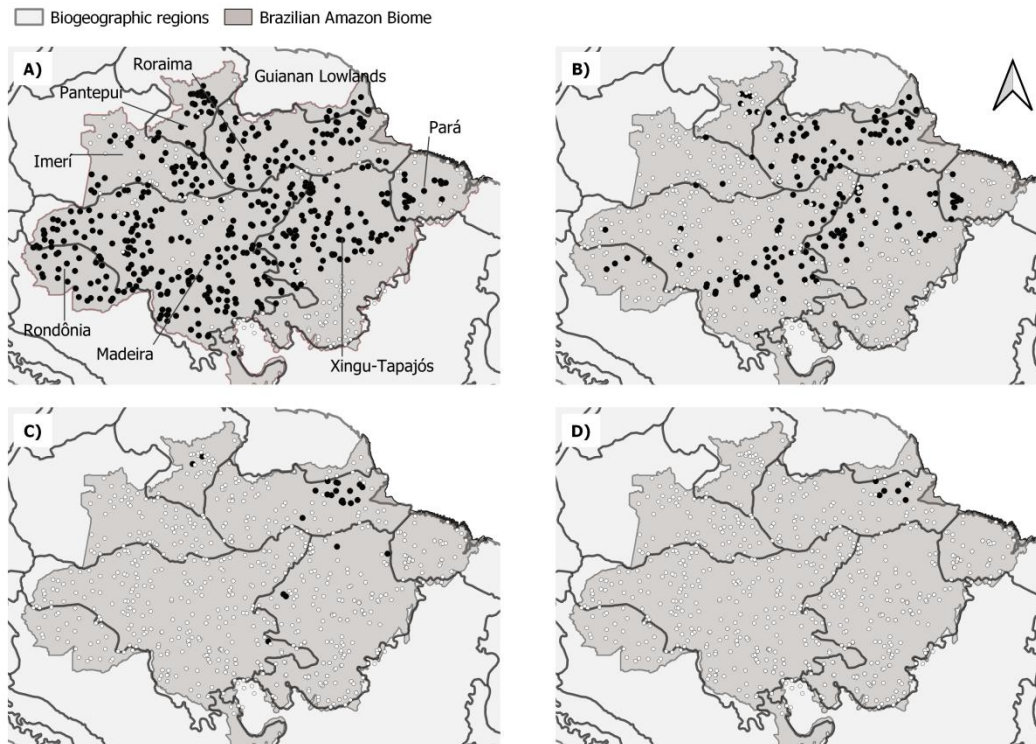 Biogeographic regions
Brazilian Amazon Biome
A)
Roraima
Guianan Lowlands
Pantepui
Pará
Imerí
Rondônia
Madeira
Xingu-Tapajós
B)
C)
D)